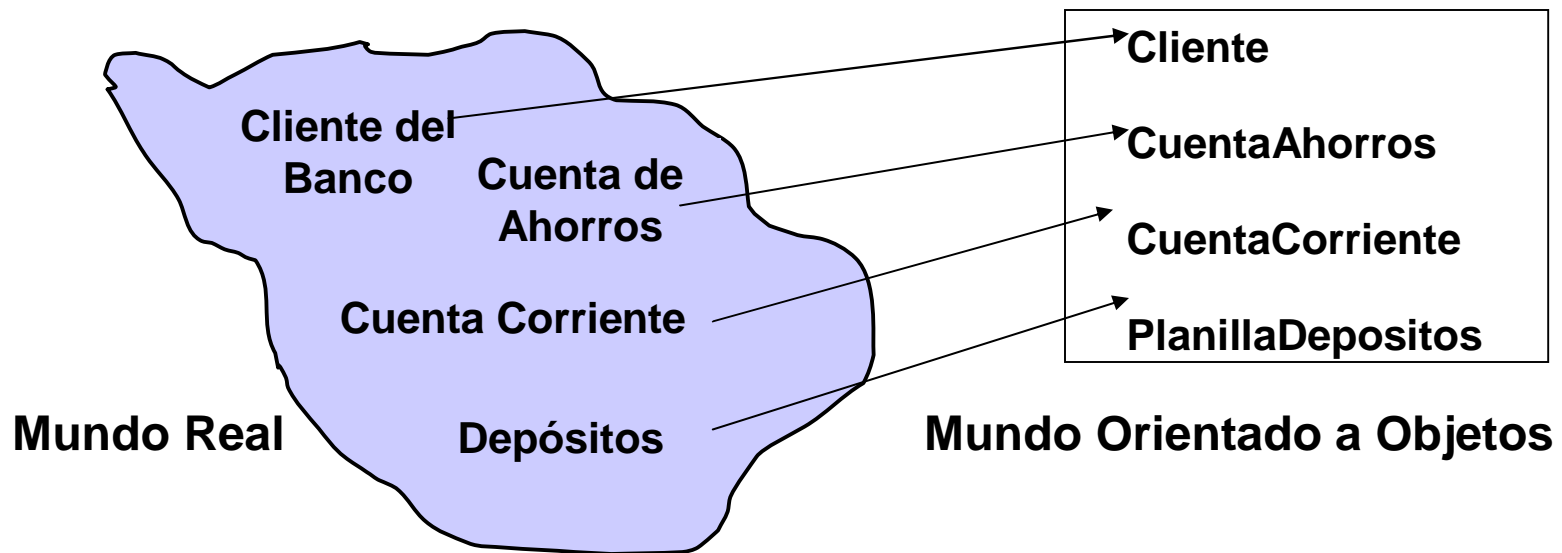 Cliente del
Banco
Cuenta de
Ahorros
Cuenta Corriente
Depósitos
Mundo Real
Cliente
CuentaAhorros
CuentaCorriente
PlanillaDepositos
Mundo Orientado a Objetos